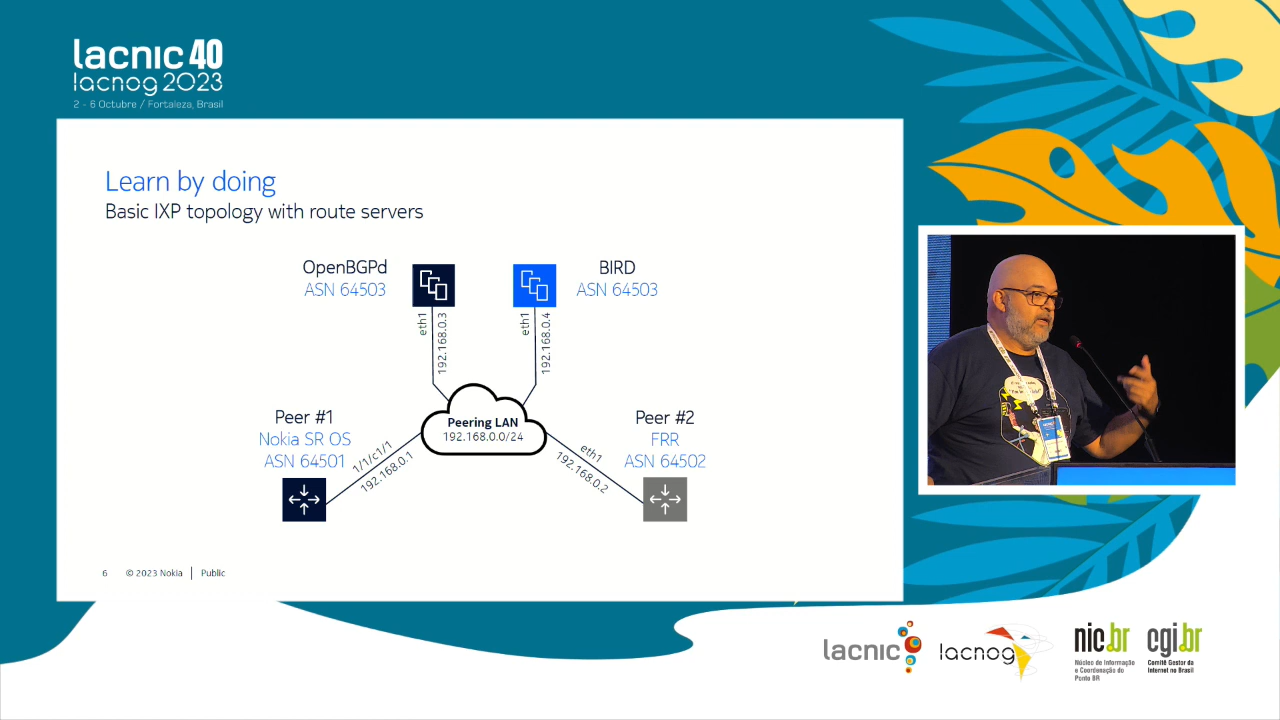 lacnic 40
lacnog 2023
2 - 6 Octubre / Fortaleza, Brasil
Learn by doing
Basic IXP topology with route servers
OpenBGPd
ASN 64503
BIRD
ASN 64503
eth1
192.168.0.3
eth1
192.168.0.4
Peering LAN
192.168.0.0/24
Peer #1
Nokia SR OS
ASN 64501
1/1/c1/1
192.168.0.1
Peer #2
FRR
ASN 64502
eth1
192.168.0.2
6 © 2023 Nokia | Public
lacnic
lacnog
nic.br
Núcleo de Informação
e Coordenação do
Ponto BR
cgi.br
Comitê Gestor da
Internet no Brasil